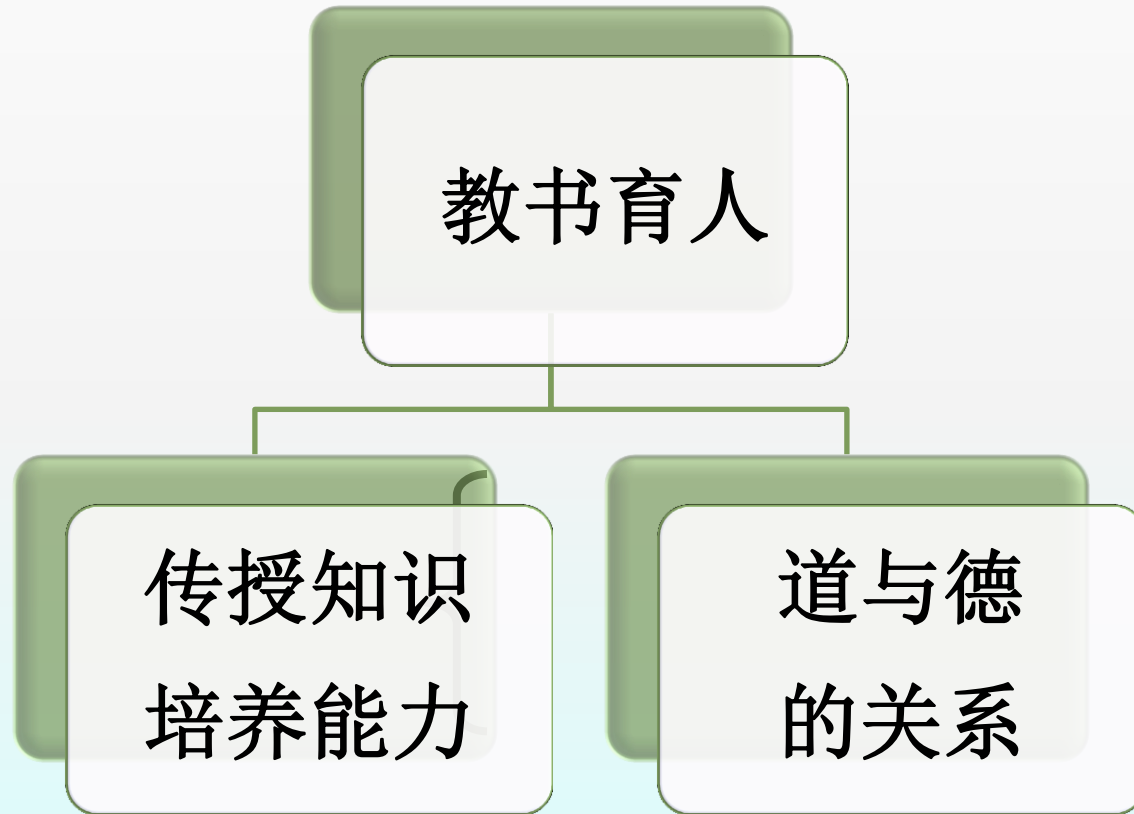 教书育人
传授知识
培养能力
道与德
的关系